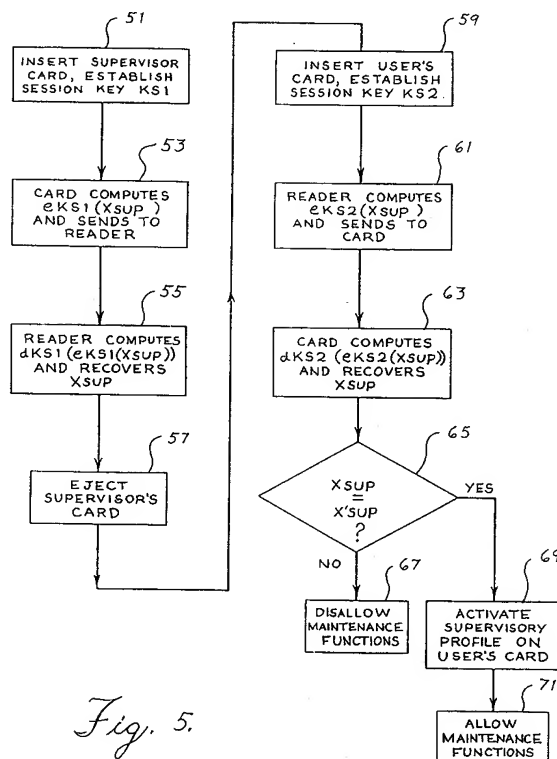 51
INSERT SUPERVISOR
CARD, ESTABLISH
SESSION KEY KS1
53
CARD COMPUTES
eKS1(XSUP)
AND SENDS TO
READER
55
READER COMPUTES
dKS1(eKS1(XSUP))
AND RECOVERS
XSUP
57
EJECT
SUPERVISOR'S
CARD
59
INSERT USER'S
CARD, ESTABLISH
SESSION KEY KS2.
61
READER COMPUTES
eKS2(XSUP)
AND SENDS TO
CARD
63
CARD COMPUTES
dKS2(eKS2(XSUP))
AND RECOVERS
XSUP
65
XSUP
=
X'SUP
?
YES
NO
67
DISALLOW
MAINTENANCE
FUNCTIONS
69
ACTIVATE
SUPERVISORY
PROFILE ON
USER'S CARD
71
ALLOW
MAINTENANCE
FUNCTIONS
Fig. 5.